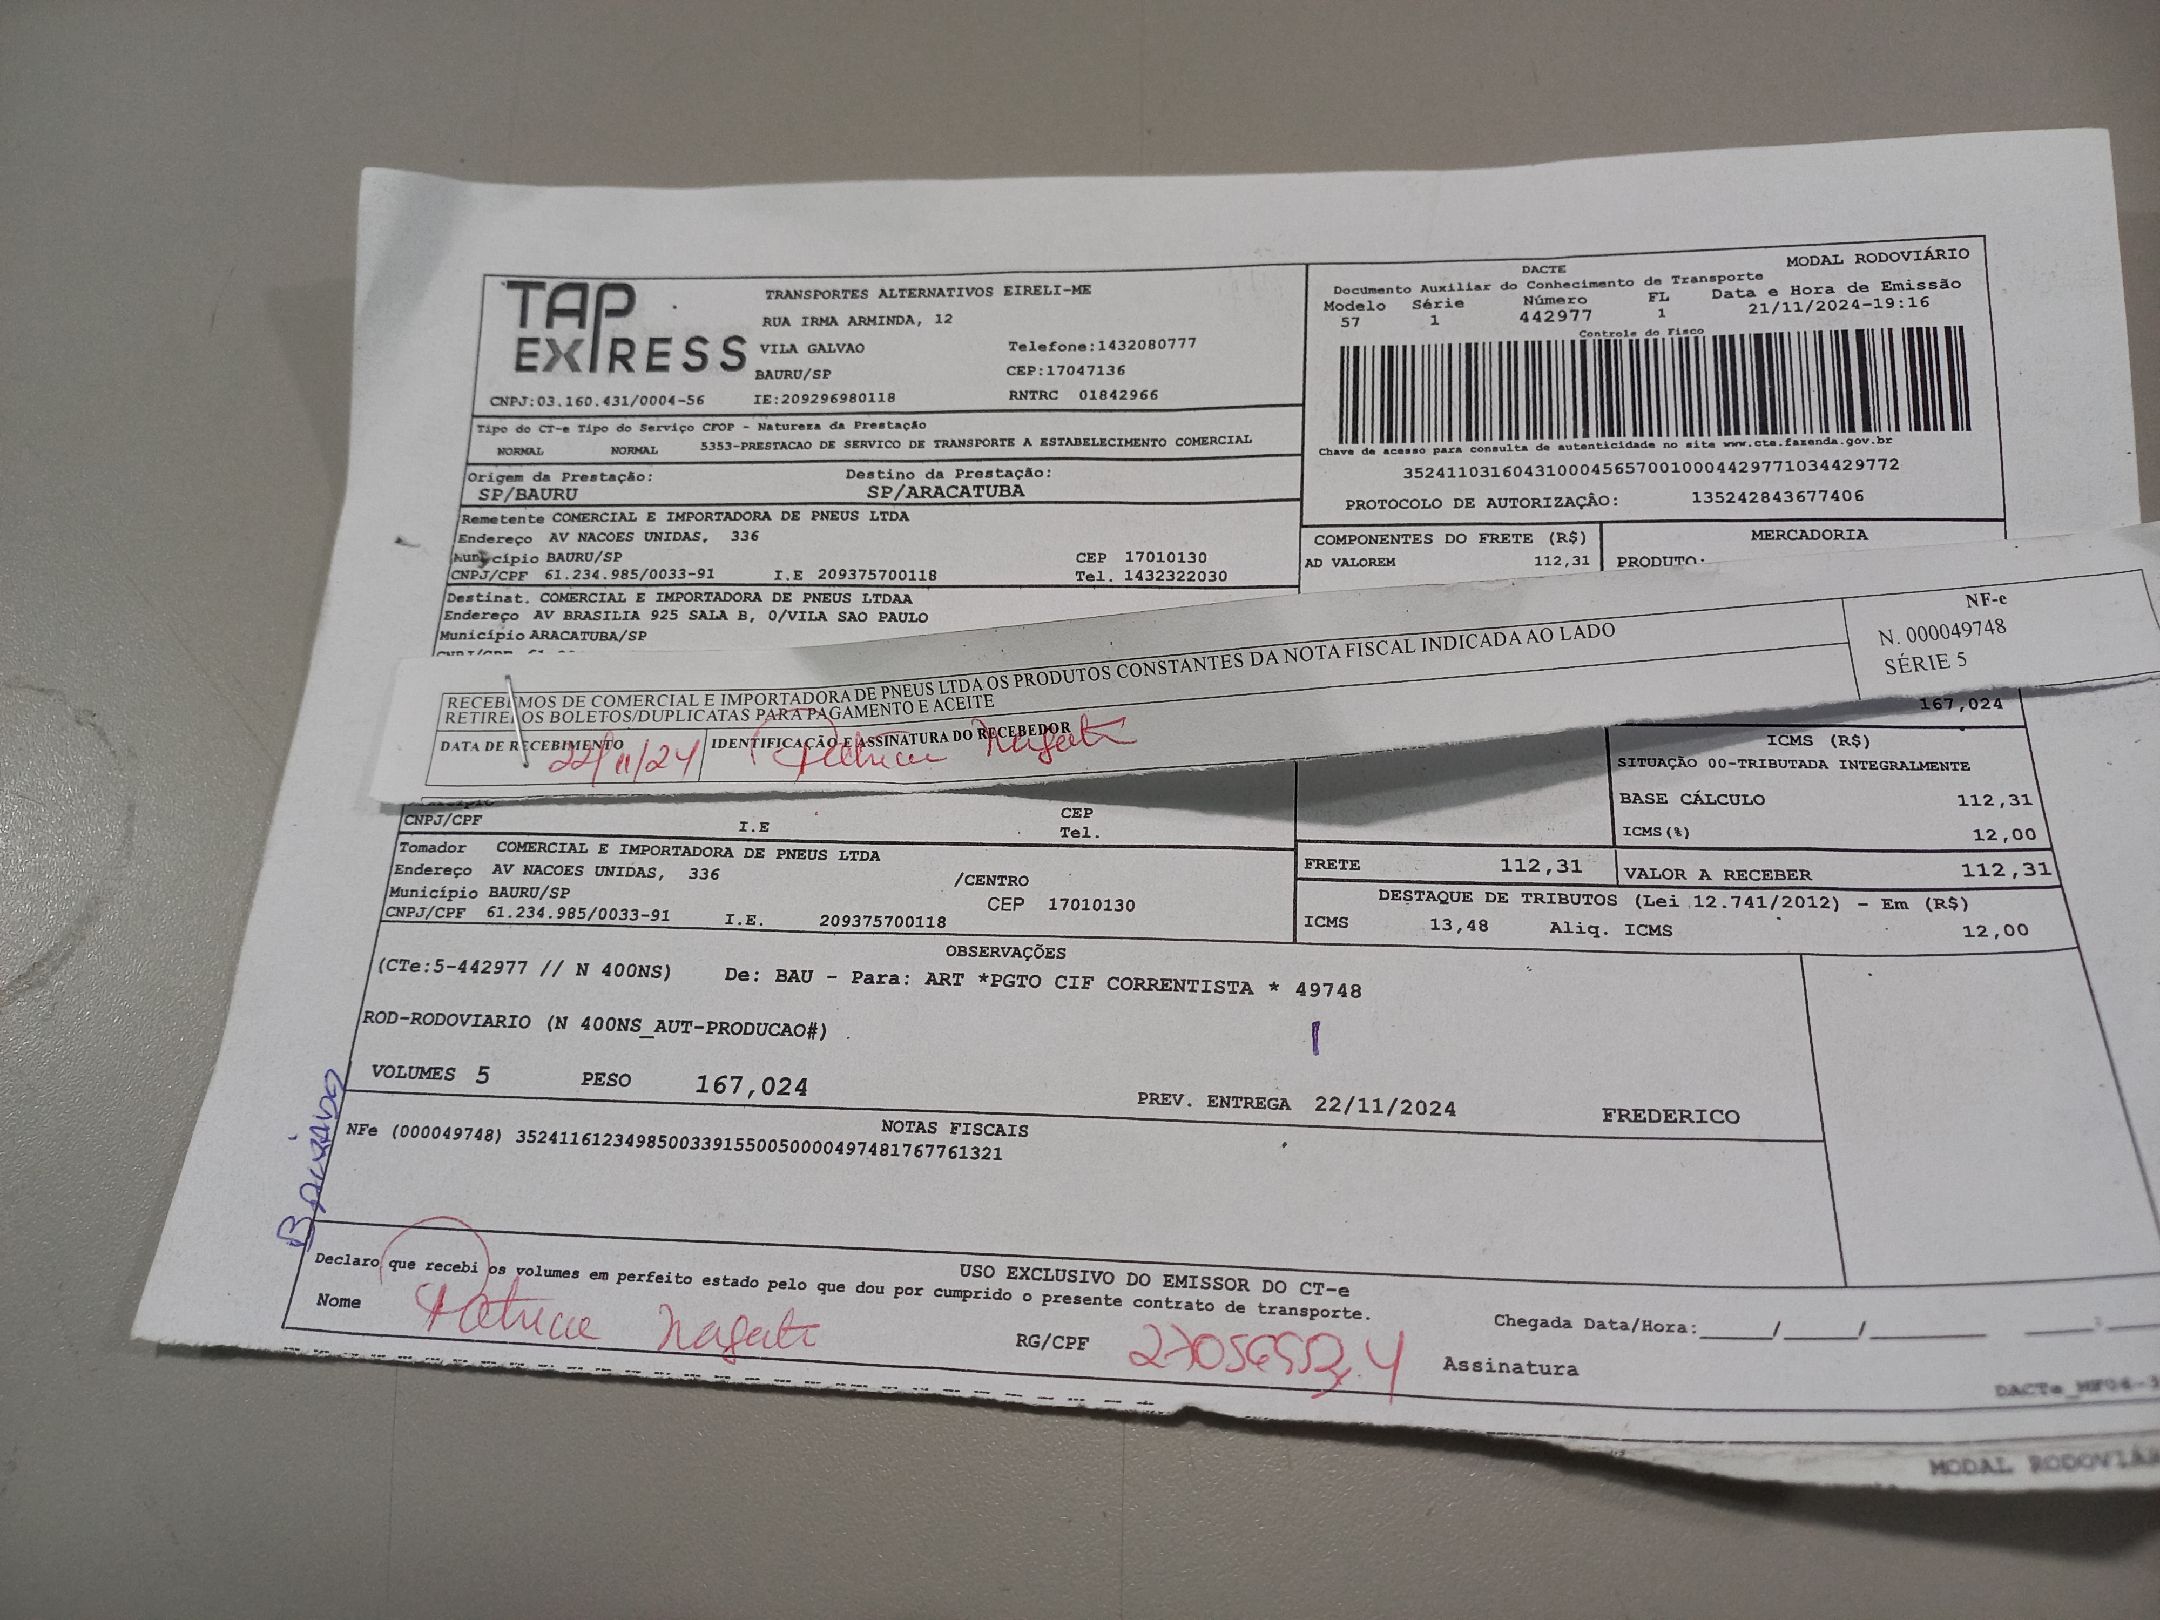 TAP EXPRESS
TRANSPORTES ALTERNATIVOS EIRELI-ME
RUA IRMA ARMINDA, 12
VILA GALVAO Telefone:1432080777
BAURU/SP CEP:17047136
CNPJ:03.160.431/0004-56 IE:209296980118 RNTRC 01842966
DACTE MODAL RODOVIÁRIO
Documento Auxiliar do Conhecimento de Transporte
Modelo Série Número FL Data e Hora de Emissão
57 1 442977 1 21/11/2024-19:16
Controle do Fisco
Chave de acesso para consulta de autenticidade no site www.cte.fazenda.gov.br
35241103160431000456570010004429771034429772
PROTOCOLO DE AUTORIZAÇÃO: 135242843677406
Tipo do CT-e Tipo do Serviço CFOP - Natureza da Prestação
NORMAL NORMAL 5353-PRESTACAO DE SERVICO DE TRANSPORTE A ESTABELECIMENTO COMERCIAL
Origem da Prestação: Destino da Prestação:
SP/BAURU SP/ARACATUBA
Remetente COMERCIAL E IMPORTADORA DE PNEUS LTDA
Endereço AV NACOES UNIDAS, 336
Município BAURU/SP CEP 17010130
CNPJ/CPF 61.234.985/0033-91 I.E 209375700118 Tel. 1432322030
Destinat. COMERCIAL E IMPORTADORA DE PNEUS LTDAA
Endereço AV BRASILIA 925 SALA B, 0/VILA SAO PAULO
Município ARACATUBA/SP
COMPONENTES DO FRETE (R$) MERCADORIA
AD VALOREM 112,31 PRODUTO:
RECEBEMOS DE COMERCIAL E IMPORTADORA DE PNEUS LTDA OS PRODUTOS CONSTANTES DA NOTA FISCAL INDICADA AO LADO
RETIREI OS BOLETOS/DUPLICATAS PARA PAGAMENTO E ACEITE
DATA DE RECEBIMENTO IDENTIFICAÇÃO E ASSINATURA DO RECEBEDOR
22/11/24
NF-e
N. 000049748
SÉRIE 5
167,024
ICMS (R$)
SITUAÇÃO 00-TRIBUTADA INTEGRALMENTE
BASE CÁLCULO 112,31
ICMS(%) 12,00
CNPJ/CPF I.E CEP
Tel.
Tomador COMERCIAL E IMPORTADORA DE PNEUS LTDA
Endereço AV NACOES UNIDAS, 336 /CENTRO
Município BAURU/SP CEP 17010130
CNPJ/CPF 61.234.985/0033-91 I.E. 209375700118
FRETE 112,31 VALOR A RECEBER 112,31
DESTAQUE DE TRIBUTOS (Lei 12.741/2012) - Em (R$)
ICMS 13,48 Aliq. ICMS 12,00
OBSERVAÇÕES
(CTe:5-442977 // N 400NS) De: BAU - Para: ART *PGTO CIF CORRENTISTA * 49748
ROD-RODOVIARIO (N 400NS_AUT-PRODUCAO#)
VOLUMES 5 PESO 167,024 PREV. ENTREGA 22/11/2024 FREDERICO
NOTAS FISCAIS
NFe (000049748) 35241161234985003391550050000497481767761321
USO EXCLUSIVO DO EMISSOR DO CT-e
Declaro que recebi os volumes em perfeito estado pelo que dou por cumprido o presente contrato de transporte.
Nome RG/CPF Assinatura
Chegada Data/Hora:____/____/________
MODAL